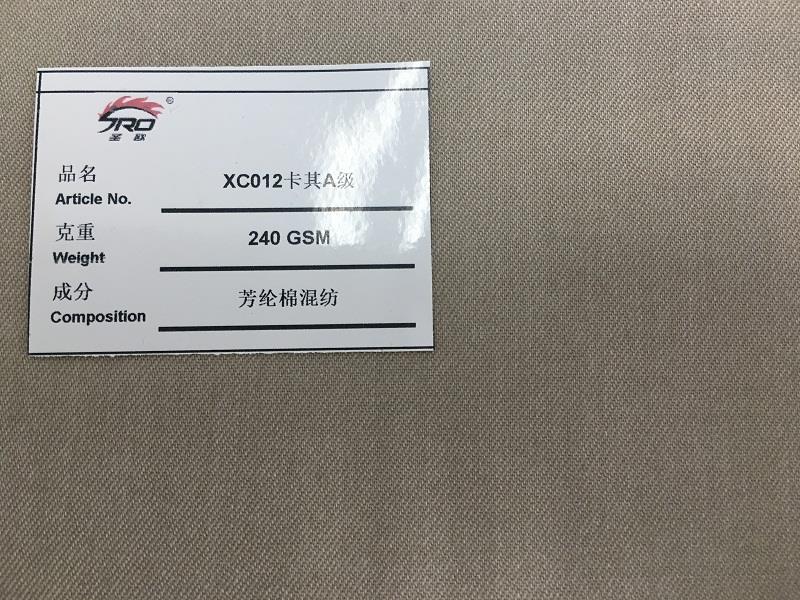 SRO
®
圣欧
品名
XC012卡其A级
Article No.
克重
240 GSM
Weight
成分
芳纶棉混纺
Composition